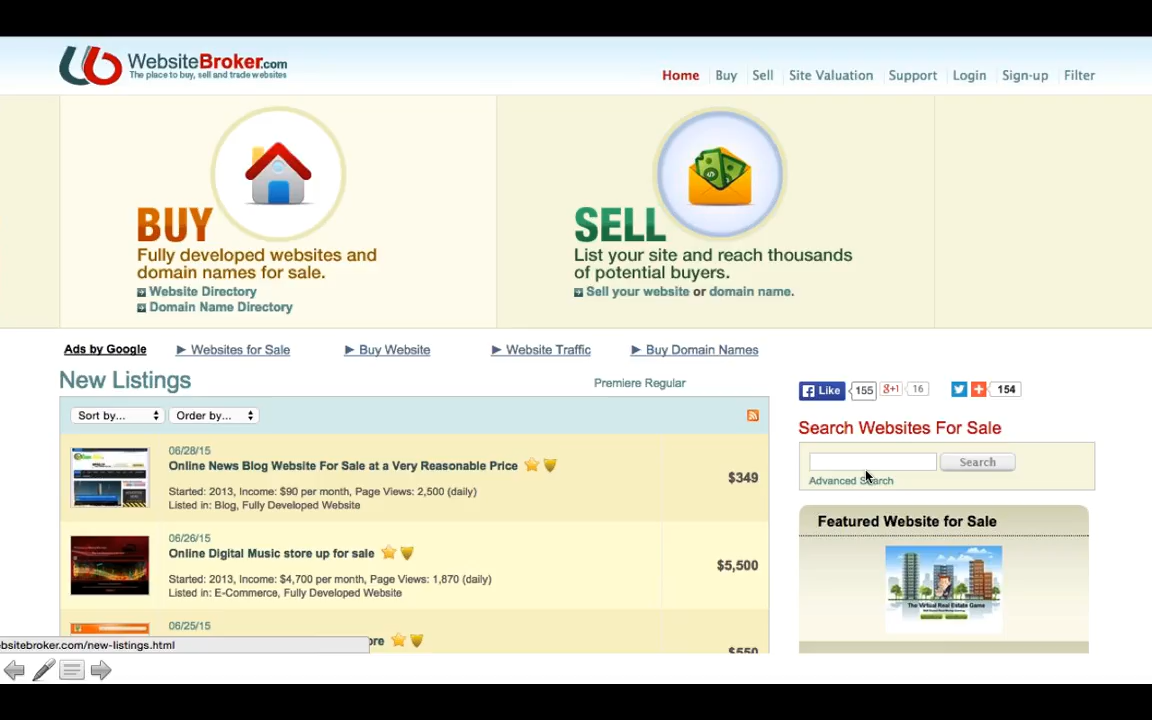 WebsiteBroker.com
The place to buy, sell and trade websites
Home Buy Sell Site Valuation Support Login Sign-up Filter
BUY
Fully developed websites and
domain names for sale.
Website Directory
Domain Name Directory
SELL
List your site and reach thousands
of potential buyers.
Sell your website or domain name.
Ads by Google
Websites for Sale
Buy Website
Website Traffic
Buy Domain Names
New Listings
Premiere Regular
Sort by... Order by...
06/28/15
Online News Blog Website For Sale at a Very Reasonable Price
Started: 2013, Income: $90 per month, Page Views: 2,500 (daily)
Listed in: Blog, Fully Developed Website
$349
06/26/15
Online Digital Music store up for sale
Started: 2013, Income: $4,700 per month, Page Views: 1,870 (daily)
Listed in: E-Commerce, Fully Developed Website
$5,500
06/25/15
ore
$550
bsitebroker.com/new-listings.html
Like 155 g+1 16 154
Search Websites For Sale
Search
Advanced Search
Featured Website for Sale
The Virtual Real Estate Game